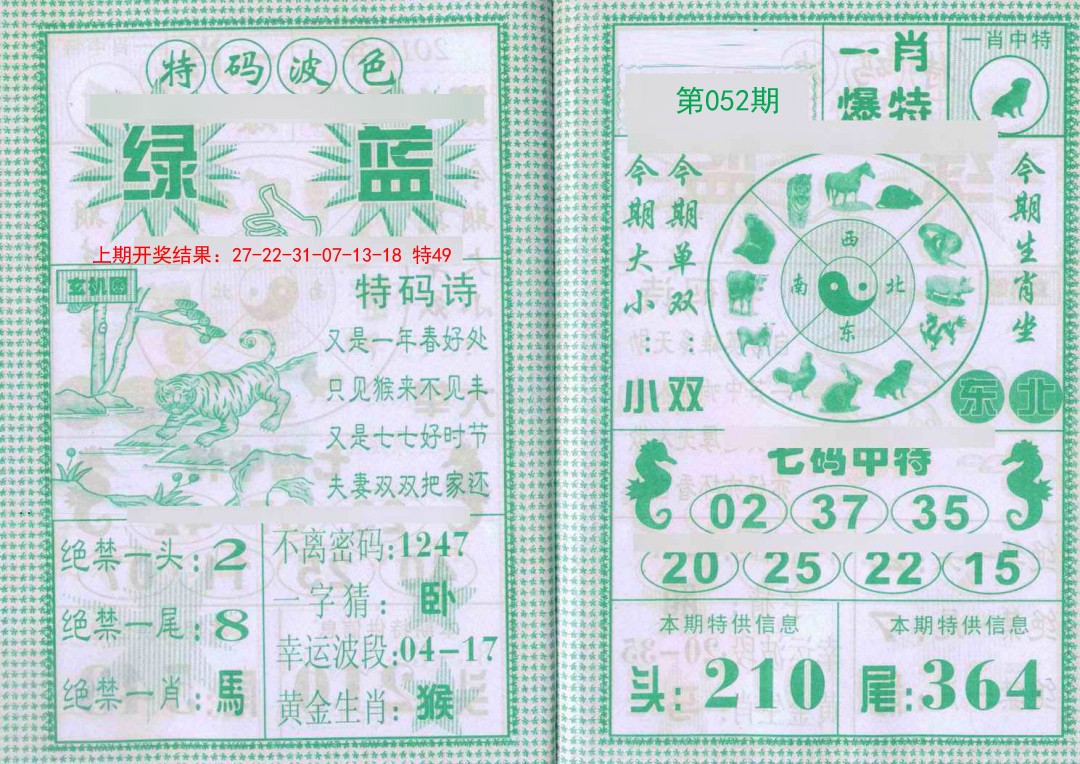 特码波色
绿 蓝
上期开奖结果：27-22-31-07-13-18 特49
玄机图
特码诗
又是一年春好处
只见猴来不见丰
又是七七好时节
夫妻双双把家还
绝禁一头:2
绝禁一尾:8
绝禁一肖:馬
不离密码:1247
一字猜：卧
幸运波段:04-17
黄金生肖：猴
第052期
一肖
爆特
一肖中特
今期大小：小
今期单双：双
西
南 北
东
今期生肖坐
东北
七码中特
02 37 35
20 25 22 15
本期特供信息
头：210
本期特供信息
尾:364